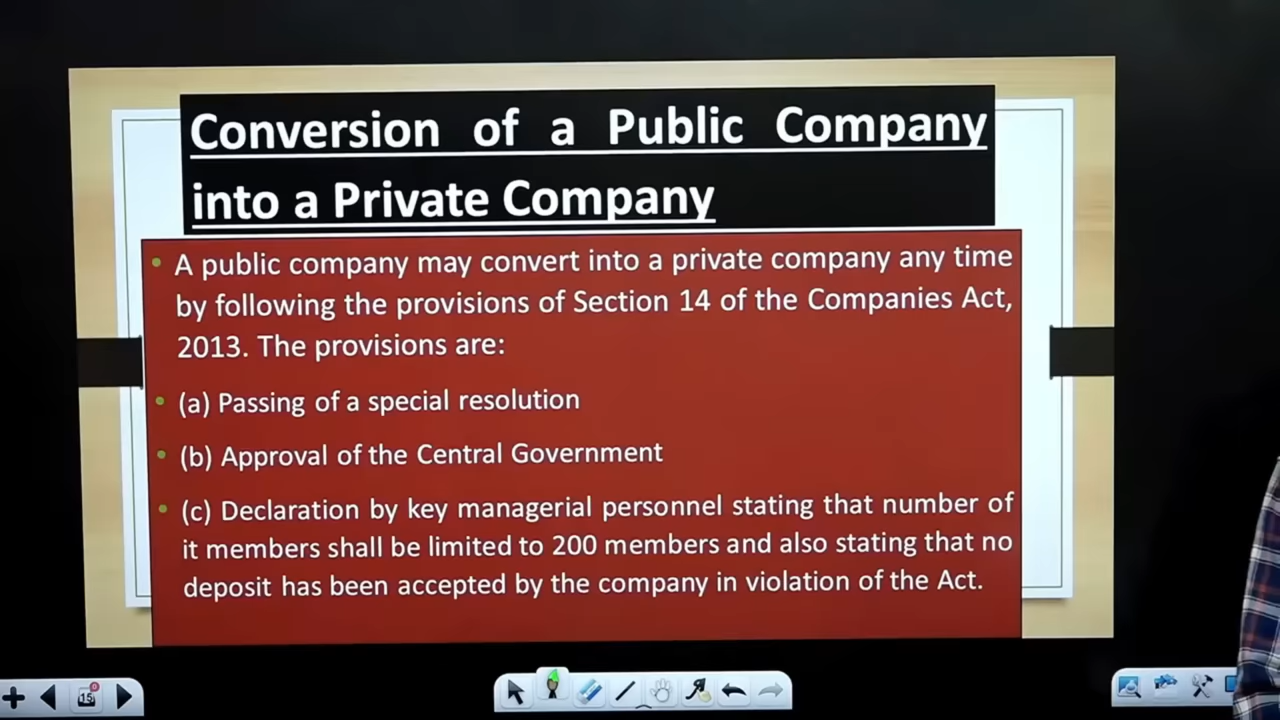 Conversion of a Public Company
into a Private Company
• A public company may convert into a private company any time
by following the provisions of Section 14 of the Companies Act,
2013. The provisions are:
• (a) Passing of a special resolution
• (b) Approval of the Central Government
• (c) Declaration by key managerial personnel stating that number of
it members shall be limited to 200 members and also stating that no
deposit has been accepted by the company in violation of the Act.
15